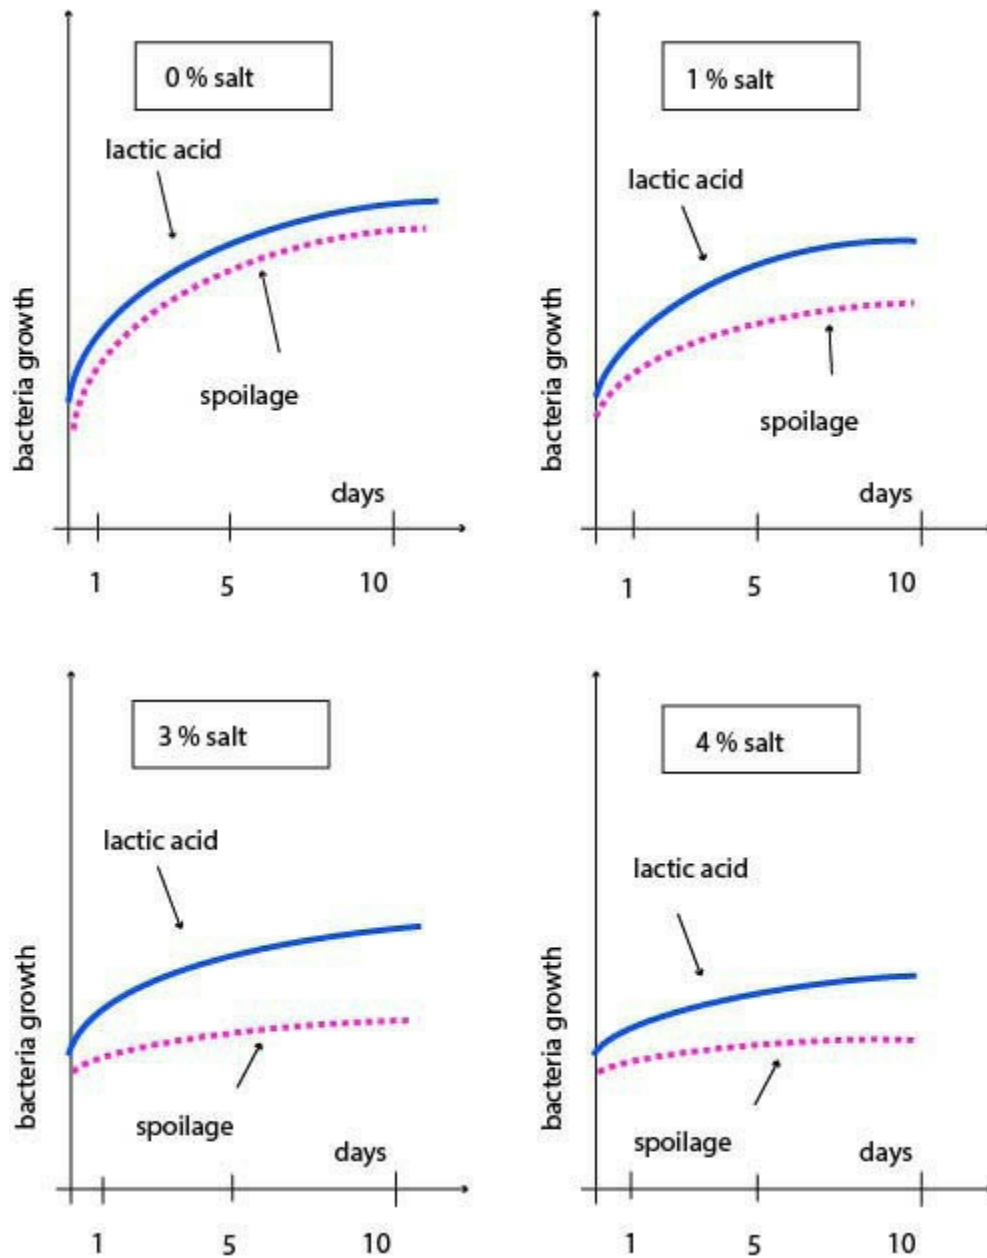 0 % salt
lactic acid
spoilage
bacteria growth
days
1 5 10
1 % salt
lactic acid
spoilage
bacteria growth
days
1 5 10
3 % salt
lactic acid
spoilage
bacteria growth
days
1 5 10
4 % salt
lactic acid
spoilage
bacteria growth
days
1 5 10